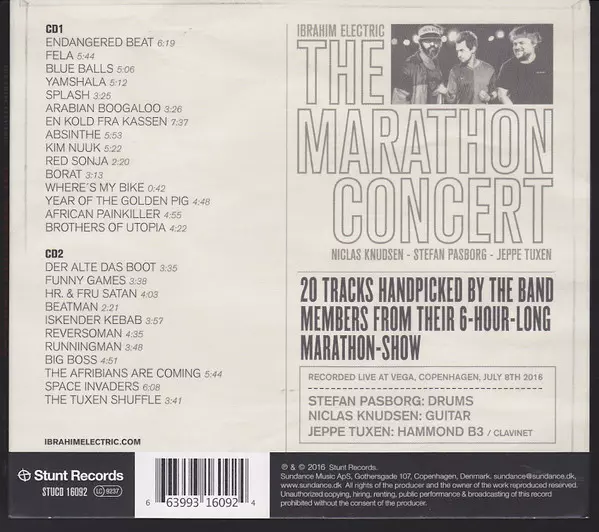 CD1
ENDANGERED BEAT 6:19
FELA 5:44
BLUE BALLS 5:06
YAMSHALA 5:12
SPLASH 3:25
ARABIAN BOOGALOO 3:26
EN KOLD FRA KASSEN 7:37
ABSINTHE 5:53
KIM NUUK 5:22
RED SONJA 2:20
BORAT 3:13
WHERE'S MY BIKE 0:42
YEAR OF THE GOLDEN PIG 4:48
AFRICAN PAINKILLER 4:55
BROTHERS OF UTOPIA 4:22
CD2
DER ALTE DAS BOOT 3:35
FUNNY GAMES 3:38
HR. & FRU SATAN 4:03
BEATMAN 2:21
ISKENDER KEBAB 3:57
REVERSOMAN 4:35
RUNNINGMAN 3:48
BIG BOSS 4:51
THE AFRIBIANS ARE COMING 5:44
SPACE INVADERS 6:08
THE TUXEN SHUFFLE 3:41
IBRAHIMELECTRIC.COM
IBRAHIM ELECTRIC
THE
MARATHON
CONCERT
NICLAS KNUDSEN - STEFAN PASBORG - JEPPE TUXEN
20 TRACKS HANDPICKED BY THE BAND
MEMBERS FROM THEIR 6-HOUR-LONG
MARATHON-SHOW
RECORDED LIVE AT VEGA, COPENHAGEN, JULY 8TH 2016
STEFAN PASBORG: DRUMS
NICLAS KNUDSEN: GUITAR
JEPPE TUXEN: HAMMOND B3 / CLAVINET
Stunt Records
STUCD 16092 LC 9237
6 63993 16092 4
℗ & © 2016 Stunt Records.
Sundance Music ApS, Gothersgade 107, Copenhagen, Denmark. sundance@sundance.dk,
www.sundance.dk All rights of the producer and the owner of the work reproduced reserved.
Unauthorized copying, hiring, renting, public performance & broadcasting of this record
prohibited without the consent of the producer.